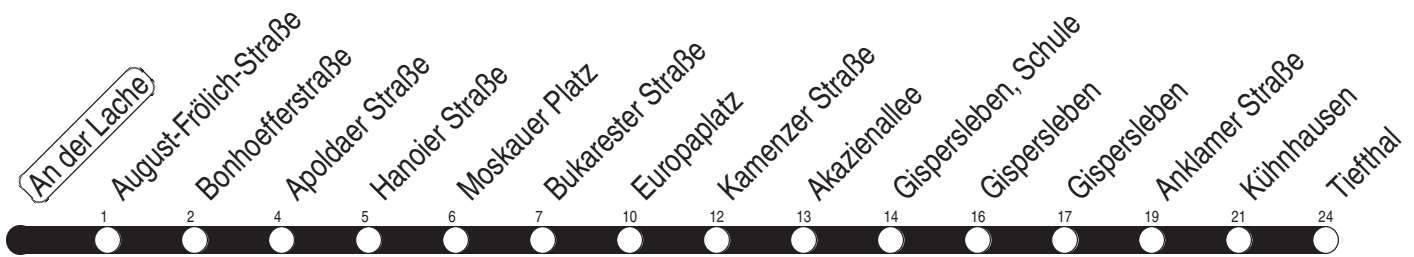 An der Lache
August-Frölich-Straße
Bonhoefferstraße
Apoldaer Straße
Hanoier Straße
Moskauer Platz
Bukarester Straße
Europaplatz
Kamenzer Straße
Akazienallee
Gispersleben, Schule
Gispersleben
Gispersleben
Anklamer Straße
Kühnhausen
Tiefthal
1 2 4 5 6 7 10 12 13 14 16 17 19 21 24